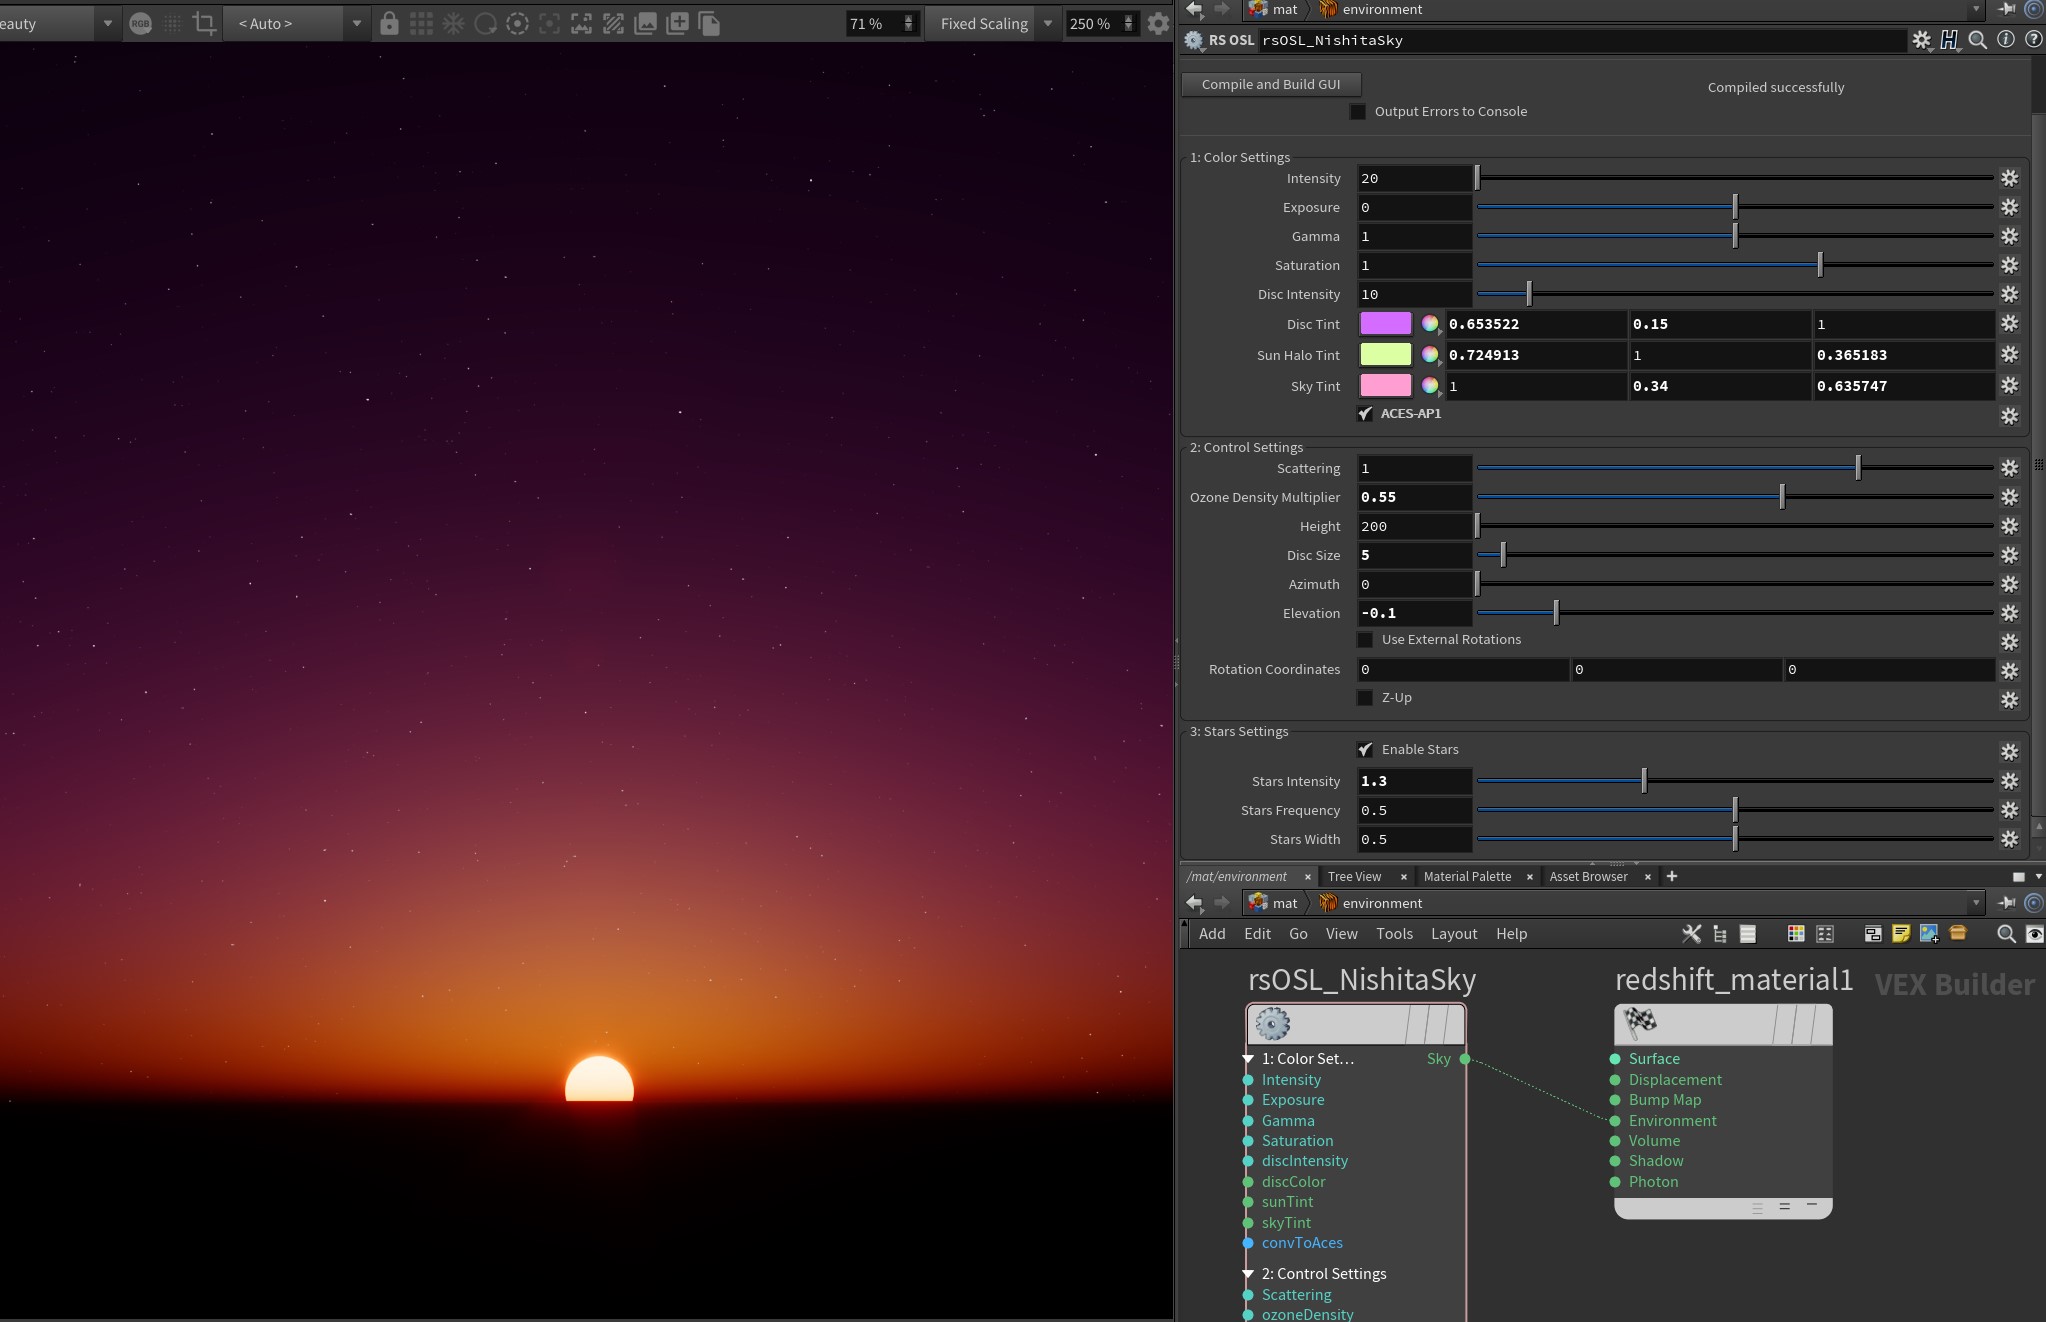 eauty
RGB
< Auto >
71 %
Fixed Scaling
250 %
mat
environment
RS OSL
rsOSL_NishitaSky
Compile and Build GUI
Compiled successfully
Output Errors to Console
1: Color Settings
Intensity 20
Exposure 0
Gamma 1
Saturation 1
Disc Intensity 10
Disc Tint 0.653522 0.15 1
Sun Halo Tint 0.724913 1 0.365183
Sky Tint 1 0.34 0.635747
ACES-AP1
2: Control Settings
Scattering 1
Ozone Density Multiplier 0.55
Height 200
Disc Size 5
Azimuth 0
Elevation -0.1
Use External Rotations
Rotation Coordinates 0 0 0
Z-Up
3: Stars Settings
Enable Stars
Stars Intensity 1.3
Stars Frequency 0.5
Stars Width 0.5
/mat/environment × Tree View × Material Palette × Asset Browser × +
mat
environment
Add Edit Go View Tools Layout Help
rsOSL_NishitaSky
redshift_material1
VEX Builder
1: Color Set...
Sky
Intensity
Exposure
Gamma
Saturation
discIntensity
discColor
sunTint
skyTint
convToAces
2: Control Settings
Scattering
ozoneDensity
Surface
Displacement
Bump Map
Environment
Volume
Shadow
Photon